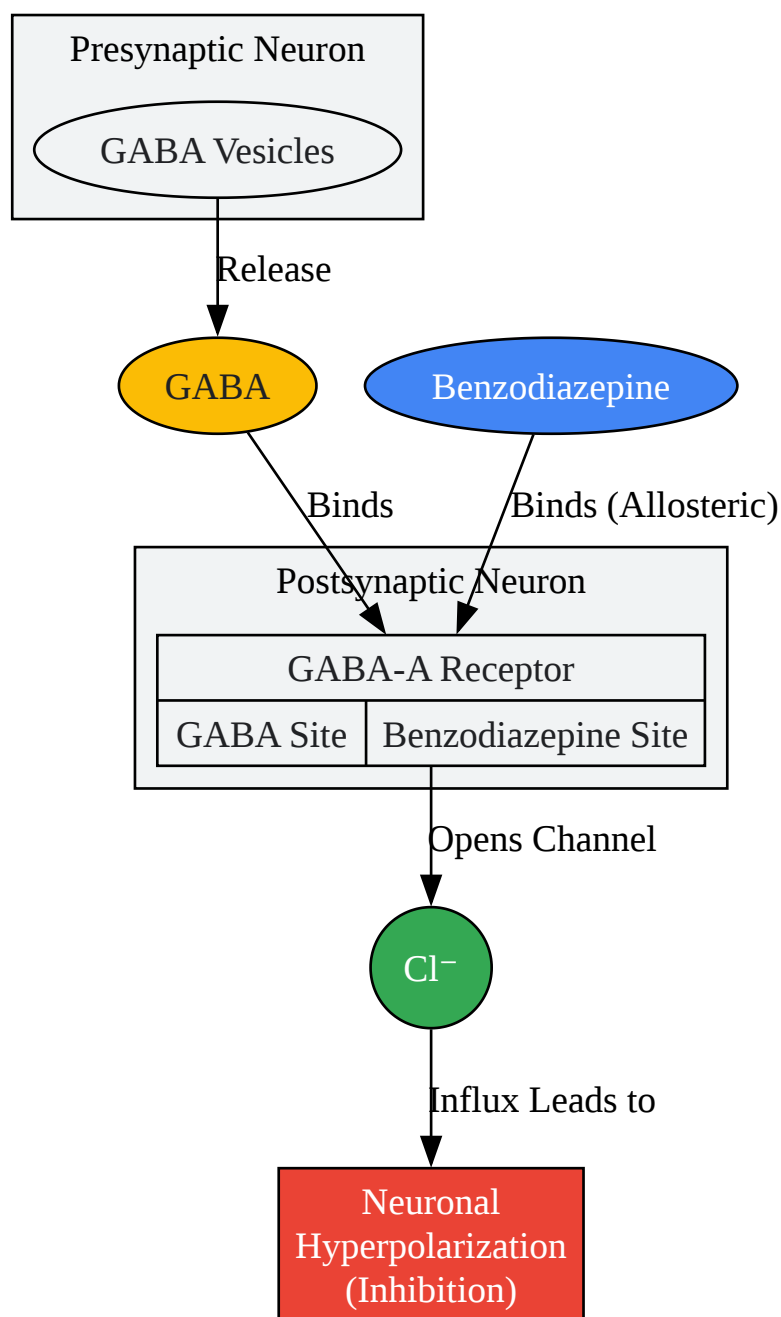 Presynaptic Neuron
GABA Vesicles
Release
GABA
Benzodiazepine
Binds
Binds (Allosteric)
Postsynaptic Neuron
GABA-A Receptor
GABA Site
Benzodiazepine Site
Opens Channel
Cl⁻
Influx Leads to
Neuronal
Hyperpolarization
(Inhibition)